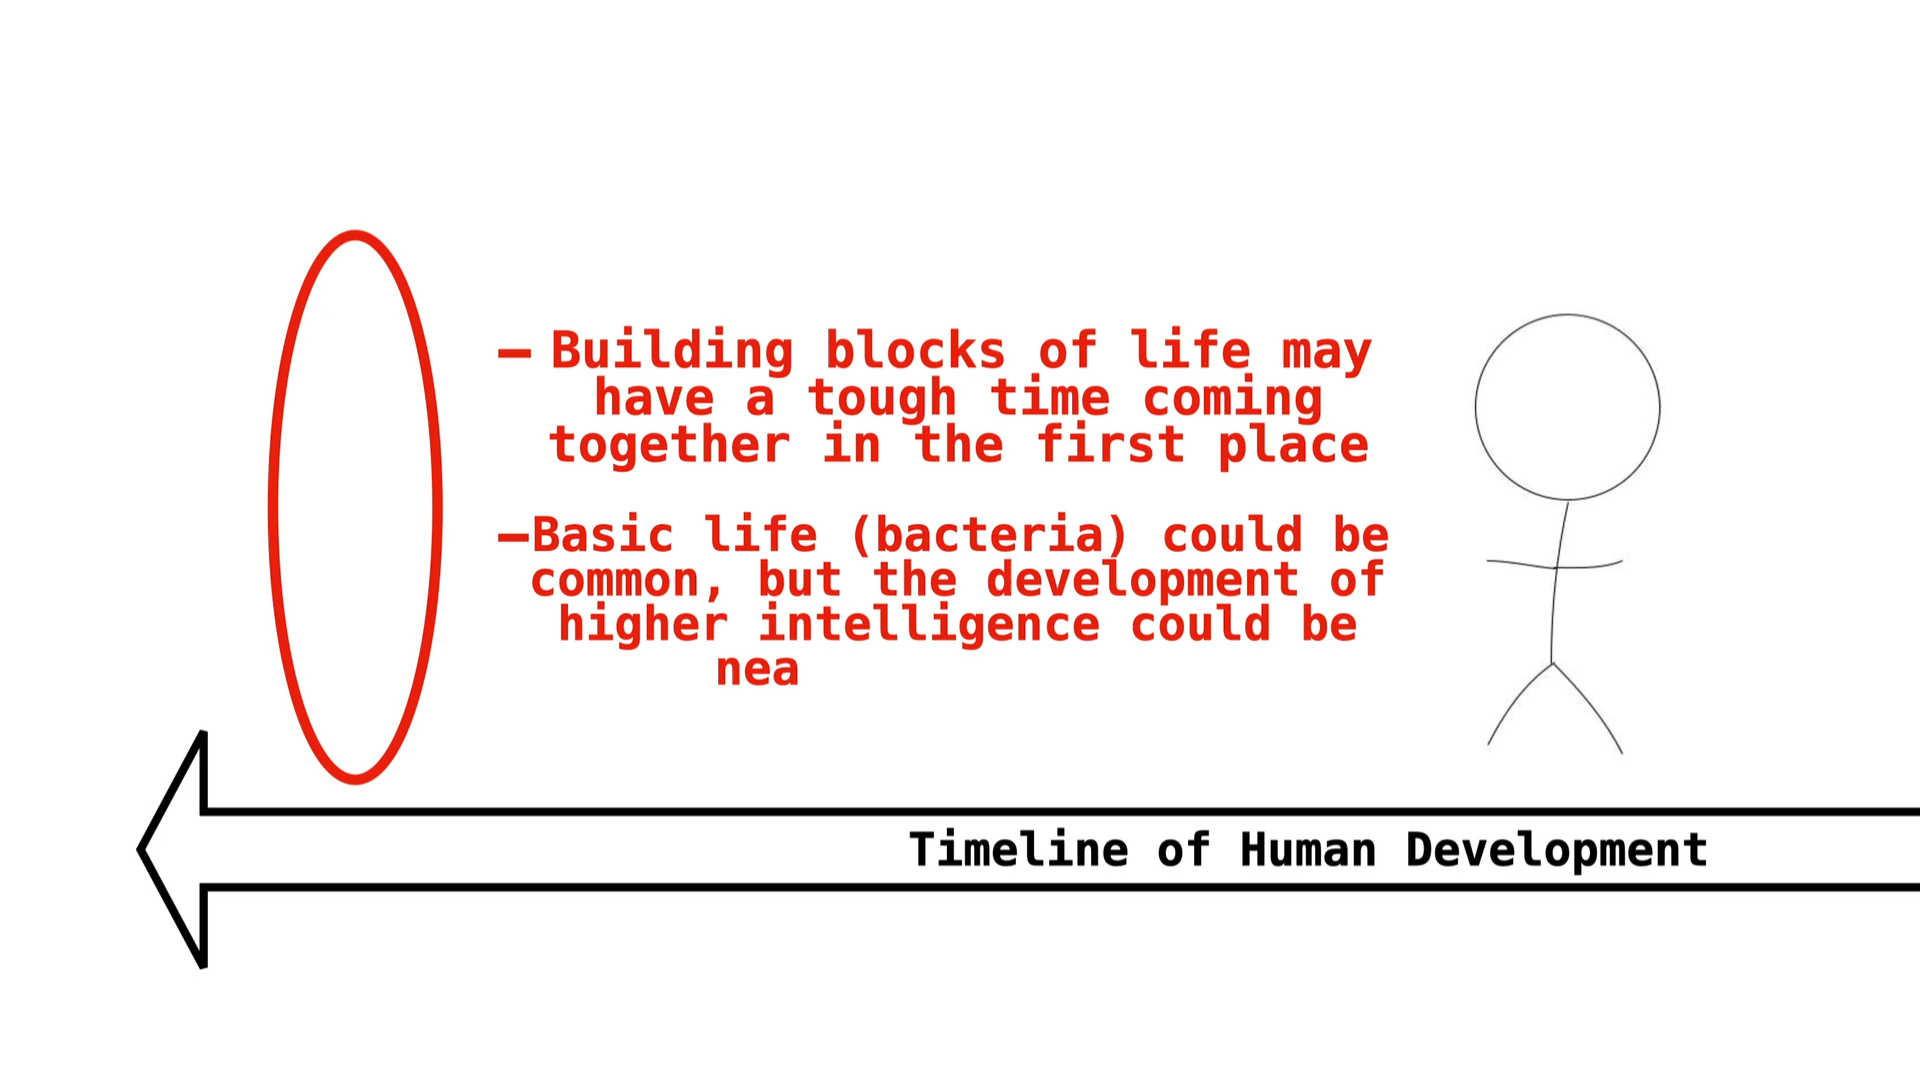 – Building blocks of life may
have a tough time coming
together in the first place
–Basic life (bacteria) could be
common, but the development of
higher intelligence could be
nea
Timeline of Human Development